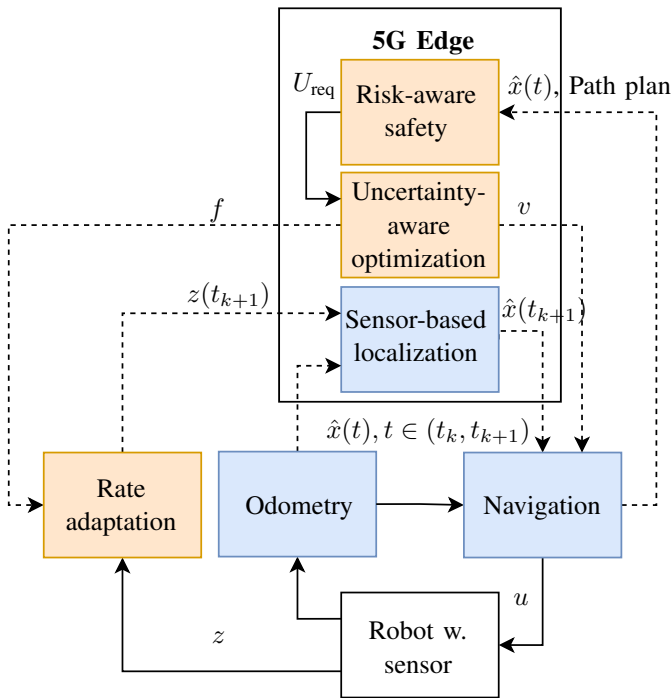 5G Edge
U_req
Risk-aware
safety
x̂(t), Path plan
f
Uncertainty-
aware
optimization
v
z(t_{k+1})
Sensor-based
localization
x̂(t_{k+1})
x̂(t), t ∈ (t_k, t_{k+1})
Rate
adaptation
Odometry
Navigation
u
z
Robot w.
sensor